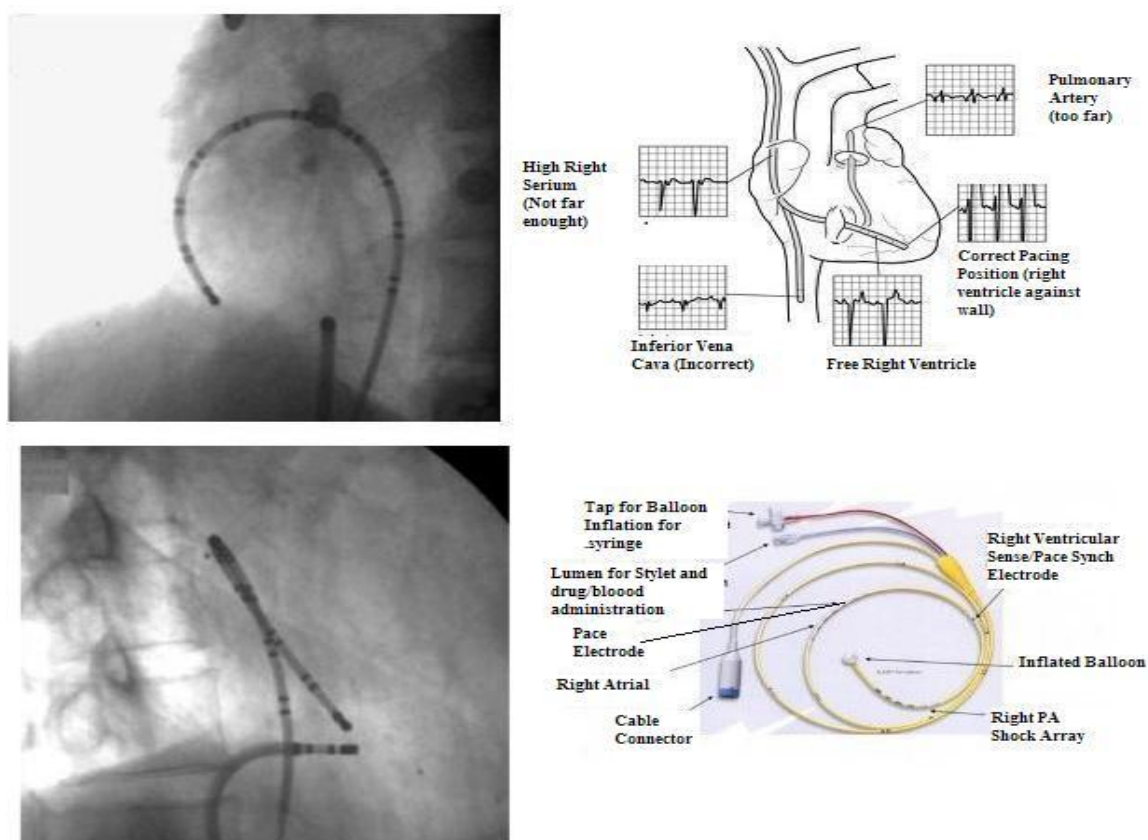 Pulmonary
Artery
(too far)
High Right
Serium
(Not far
enought)
Correct Pacing
Position (right
ventricle against
wall)
Inferior Vena
Cava (Incorrect)
Free Right Ventricle
Tap for Balloon
Inflation for
.syringe
Right Ventricular
Sense/Pace Synch
Electrode
Lumen for Stylet and
drug/bloood
administration
Pace
Electrode
Inflated Balloon
Right Atrial
Right PA
Shock Array
Cable
Connector